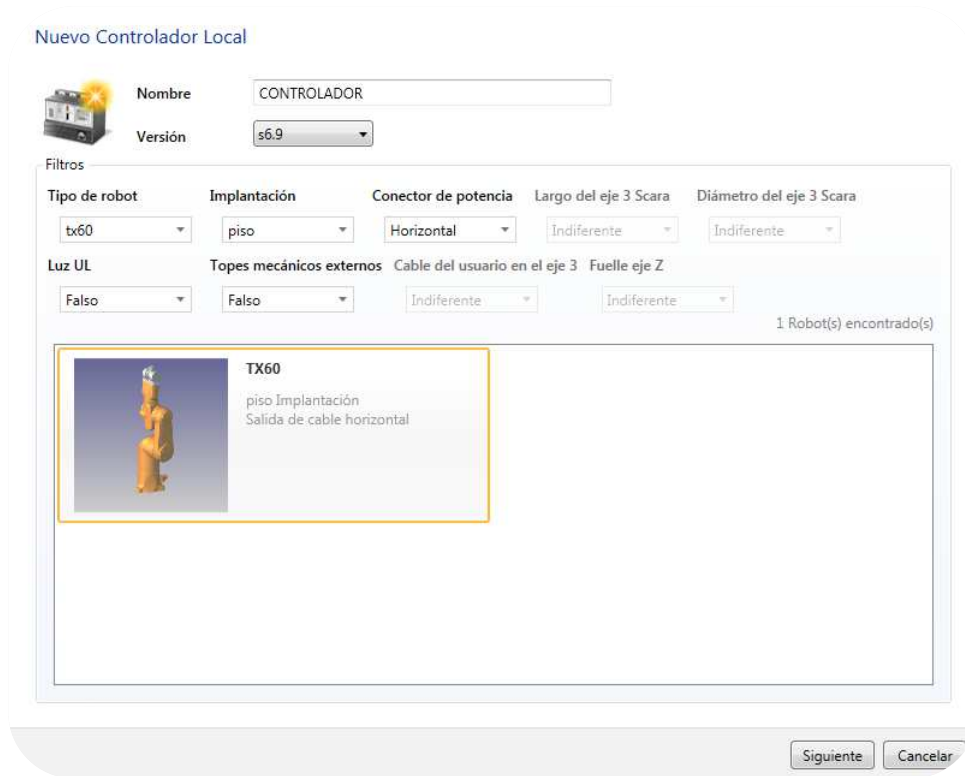 Nuevo Controlador Local
Nombre CONTROLADOR
Versión s6.9
Filtros
Tipo de robot Implantación Conector de potencia Largo del eje 3 Scara Diámetro del eje 3 Scara
tx60 piso Horizontal Indiferente Indiferente
Luz UL Topes mecánicos externos Cable del usuario en el eje 3 Fuelle eje Z
Falso Falso Indiferente Indiferente
1 Robot(s) encontrado(s)
TX60
piso Implantación
Salida de cable horizontal
Siguiente Cancelar